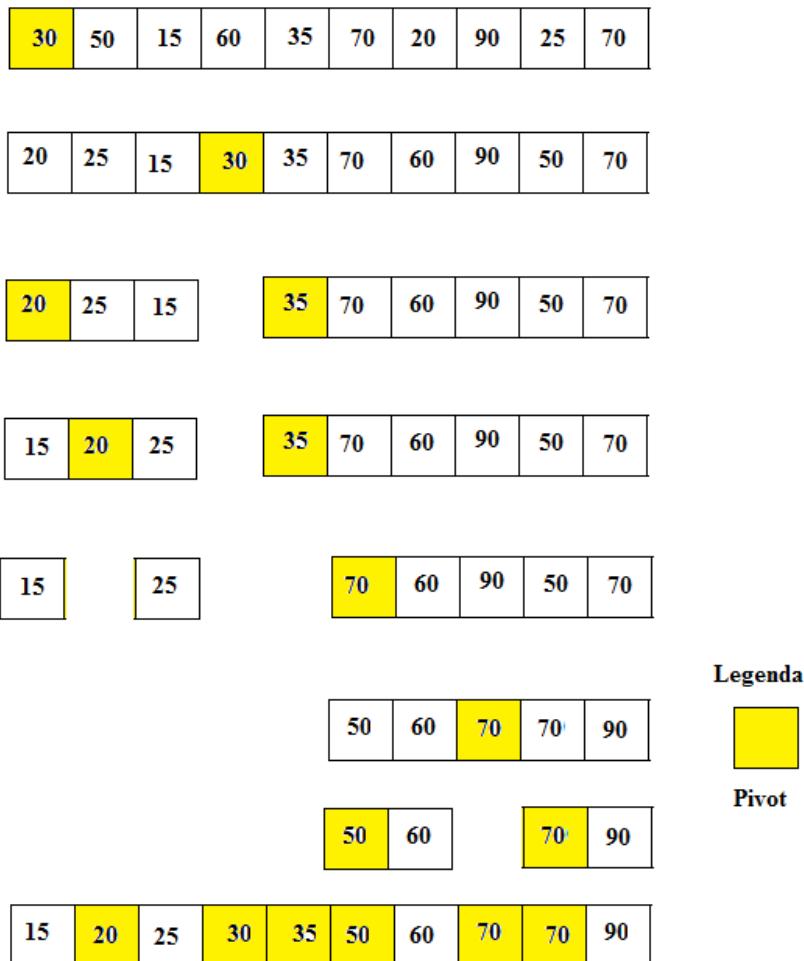 30 50 15 60 35 70 20 90 25 70
20 25 15 30 35 70 60 90 50 70
20 25 15 35 70 60 90 50 70
15 20 25 35 70 60 90 50 70
15 25 70 60 90 50 70
Legenda
50 60 70 70 90
Pivot
50 60 70 90
15 20 25 30 35 50 60 70 70 90